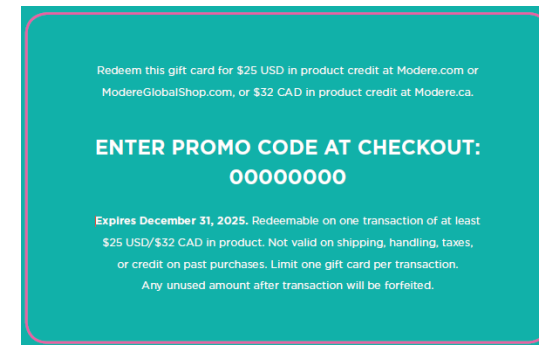 Redeem this gift card for $25 USD in product credit at Modere.com or
ModereGlobalShop.com, or $32 CAD in product credit at Modere.ca.
ENTER PROMO CODE AT CHECKOUT:
00000000
Expires December 31, 2025. Redeemable on one transaction of at least
$25 USD/$32 CAD in product. Not valid on shipping, handling, taxes,
or credit on past purchases. Limit one gift card per transaction.
Any unused amount after transaction will be forfeited.